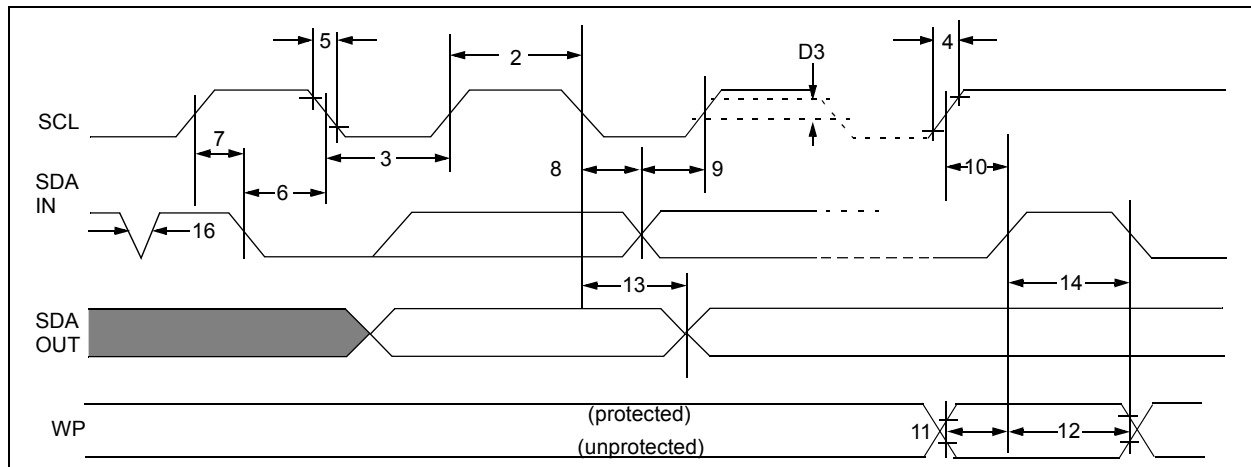 5
2
D3
4
SCL
7
3
8
9
10
SDA
IN
6
16
13
14
SDA
OUT
WP
(protected)
(unprotected)
11
12